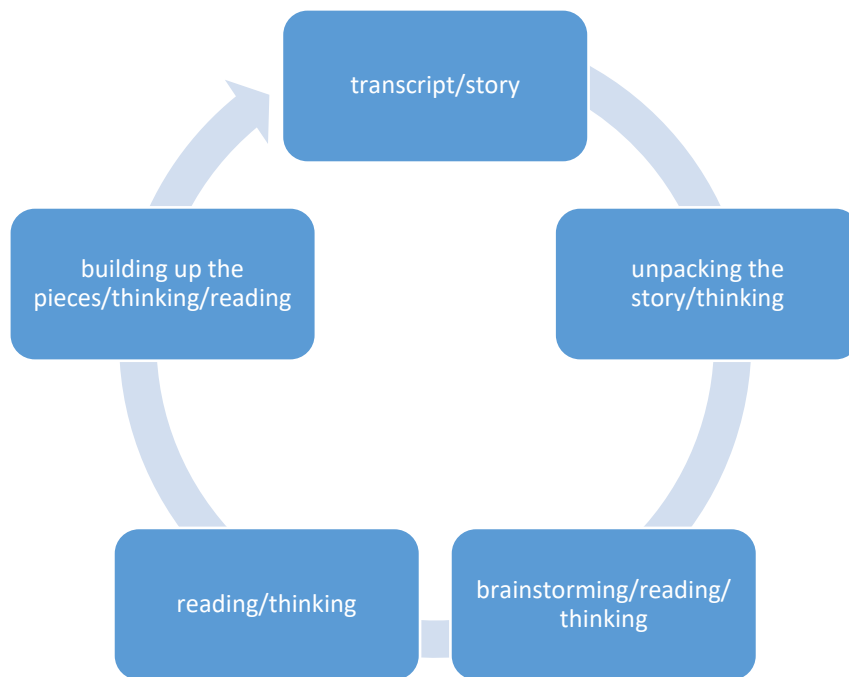 transcript/story
unpacking the
story/thinking
brainstorming/reading/
thinking
reading/thinking
building up the
pieces/thinking/reading